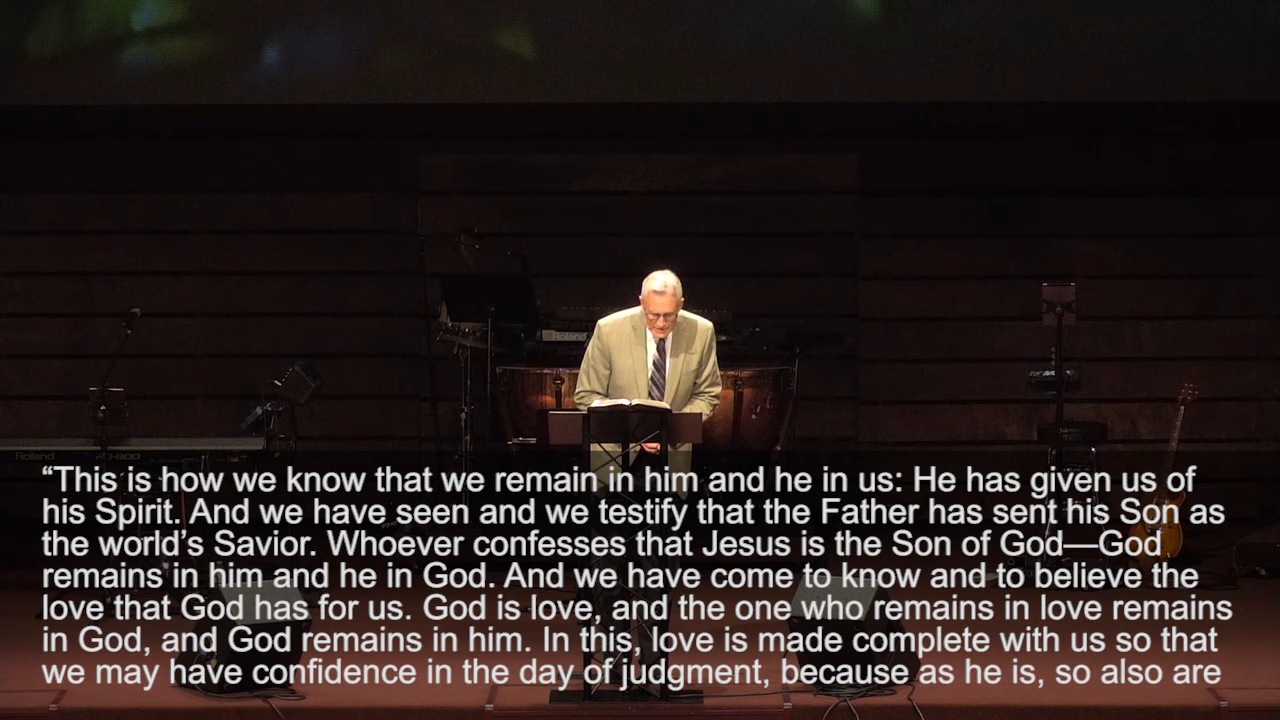 Roland
Roland
“This is how we know that we remain in him and he in us: He has given us of
his Spirit. And we have seen and we testify that the Father has sent his Son as
the world’s Savior. Whoever confesses that Jesus is the Son of God—God
remains in him and he in God. And we have come to know and to believe the
love that God has for us. God is love, and the one who remains in love remains
in God, and God remains in him. In this, love is made complete with us so that
we may have confidence in the day of judgment, because as he is, so also are